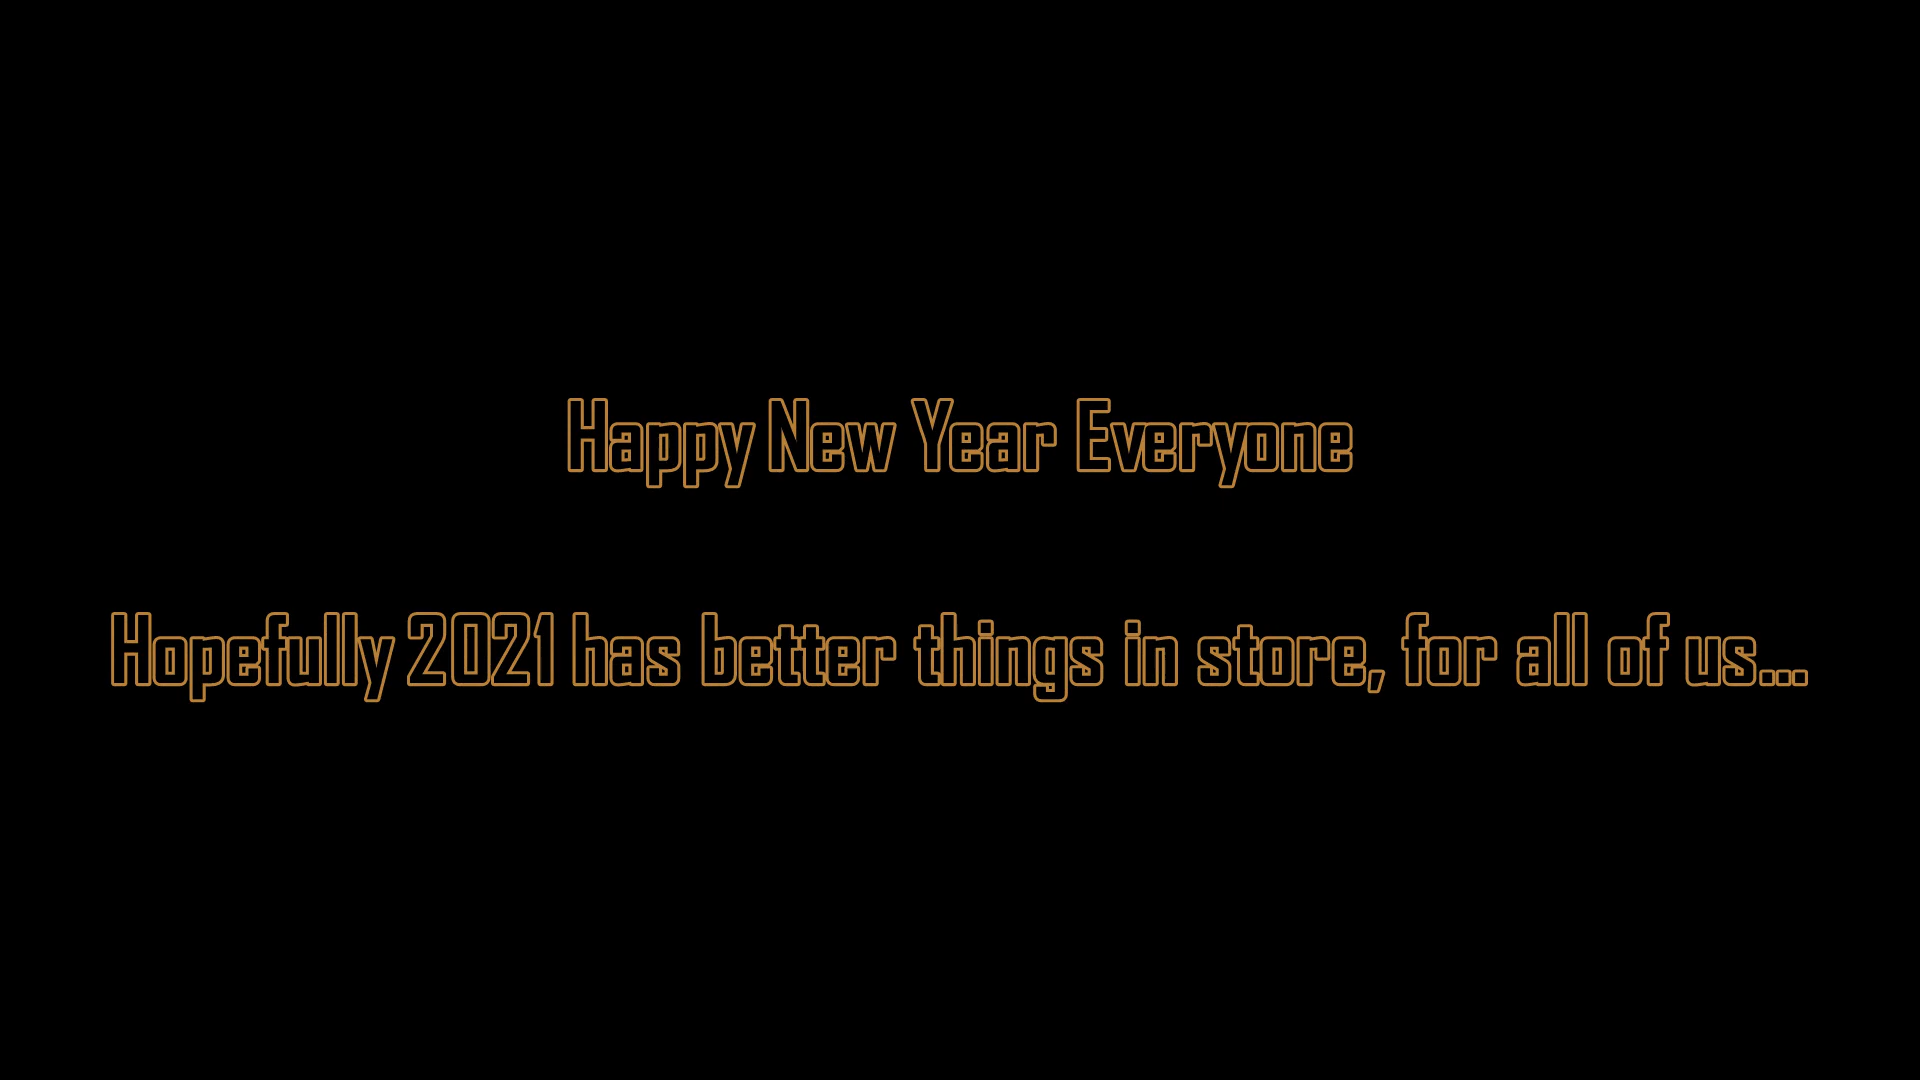 Happy New Year Everyone
Hopefully 2021 has better things in store, for all of us...